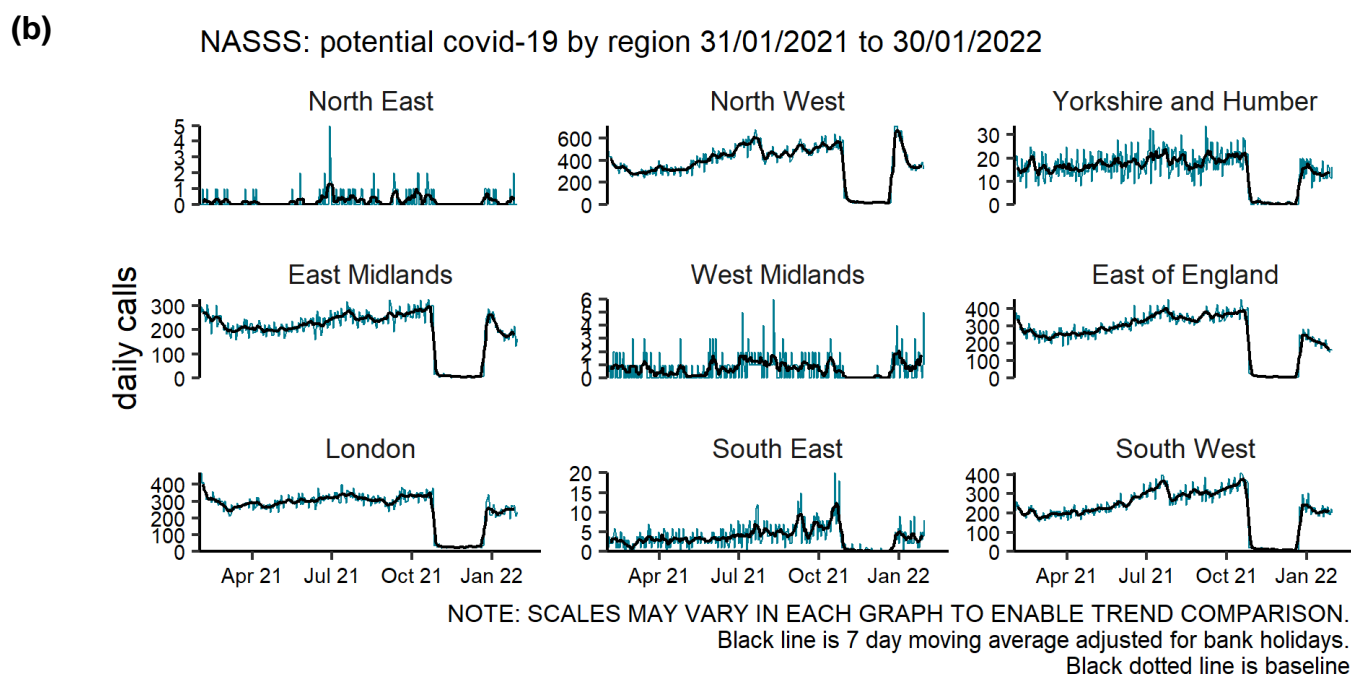 (b)
NASSS: potential covid-19 by region 31/01/2021 to 30/01/2022
North East
North West
Yorkshire and Humber
5
4
3
2
1
0
600
400
200
0
30
20
10
0
daily calls
East Midlands
West Midlands
East of England
300
200
100
0
6
5
4
3
2
1
0
400
300
200
100
0
London
South East
South West
400
300
200
100
0
20
15
10
5
0
400
300
200
100
0
Apr 21 Jul 21 Oct 21 Jan 22
Apr 21 Jul 21 Oct 21 Jan 22
Apr 21 Jul 21 Oct 21 Jan 22
NOTE: SCALES MAY VARY IN EACH GRAPH TO ENABLE TREND COMPARISON.
Black line is 7 day moving average adjusted for bank holidays.
Black dotted line is baseline